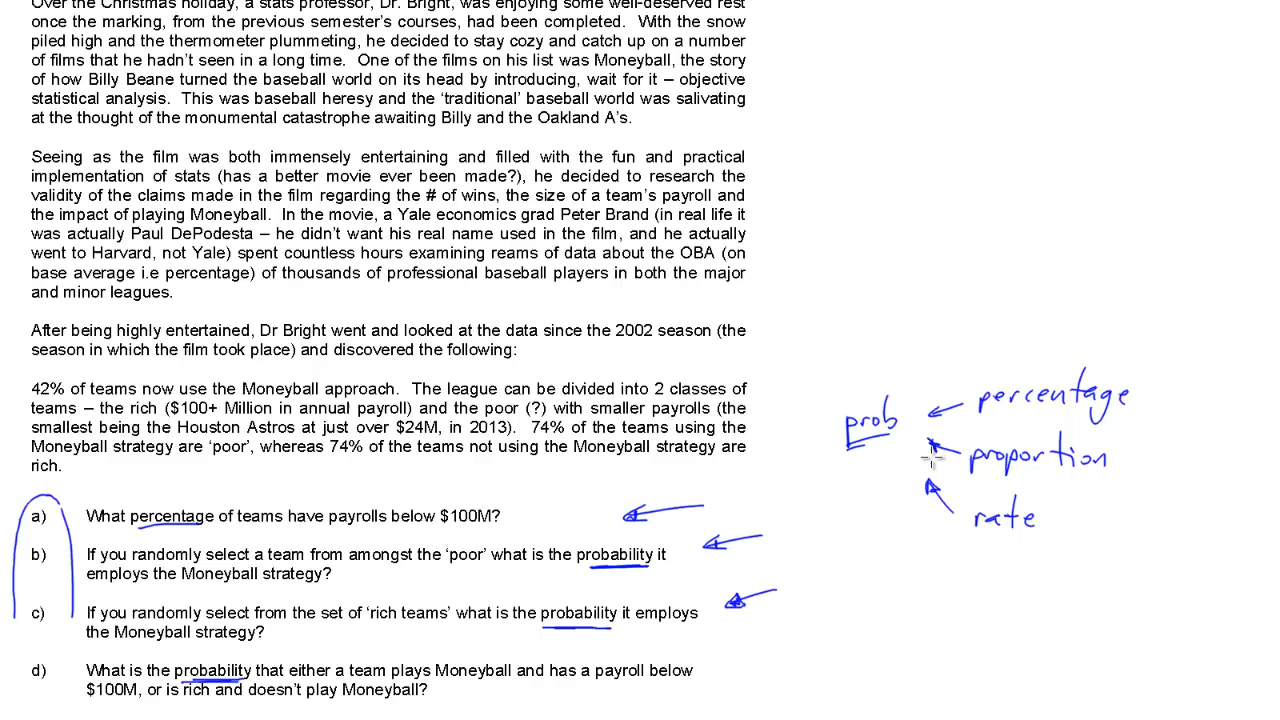 Over the Christmas holiday, a stats professor, Dr. Bright, was enjoying some well-deserved rest
once the marking, from the previous semester's courses, had been completed.  With the snow
piled high and the thermometer plummeting, he decided to stay cozy and catch up on a number
of films that he hadn't seen in a long time.  One of the films on his list was Moneyball, the story
of how Billy Beane turned the baseball world on its head by introducing, wait for it – objective
statistical analysis.  This was baseball heresy and the 'traditional' baseball world was salivating
at the thought of the monumental catastrophe awaiting Billy and the Oakland A's.
Seeing as the film was both immensely entertaining and filled with the fun and practical
implementation of stats (has a better movie ever been made?), he decided to research the
validity of the claims made in the film regarding the # of wins, the size of a team's payroll and
the impact of playing Moneyball.  In the movie, a Yale economics grad Peter Brand (in real life it
was actually Paul DePodesta – he didn't want his real name used in the film, and he actually
went to Harvard, not Yale) spent countless hours examining reams of data about the OBA (on
base average i.e percentage) of thousands of professional baseball players in both the major
and minor leagues.
After being highly entertained, Dr Bright went and looked at the data since the 2002 season (the
season in which the film took place) and discovered the following:
42% of teams now use the Moneyball approach.  The league can be divided into 2 classes of
teams – the rich ($100+ Million in annual payroll) and the poor (?) with smaller payrolls (the
smallest being the Houston Astros at just over $24M, in 2013).  74% of the teams using the
Moneyball strategy are 'poor', whereas 74% of the teams not using the Moneyball strategy are
rich.
a) What percentage of teams have payrolls below $100M?
b) If you randomly select a team from amongst the 'poor' what is the probability it
employs the Moneyball strategy?
c) If you randomly select from the set of 'rich teams' what is the probability it employs
the Moneyball strategy?
d) What is the probability that either a team plays Moneyball and has a payroll below
$100M, or is rich and doesn't play Moneyball?
prob
percentage
proportion
rate